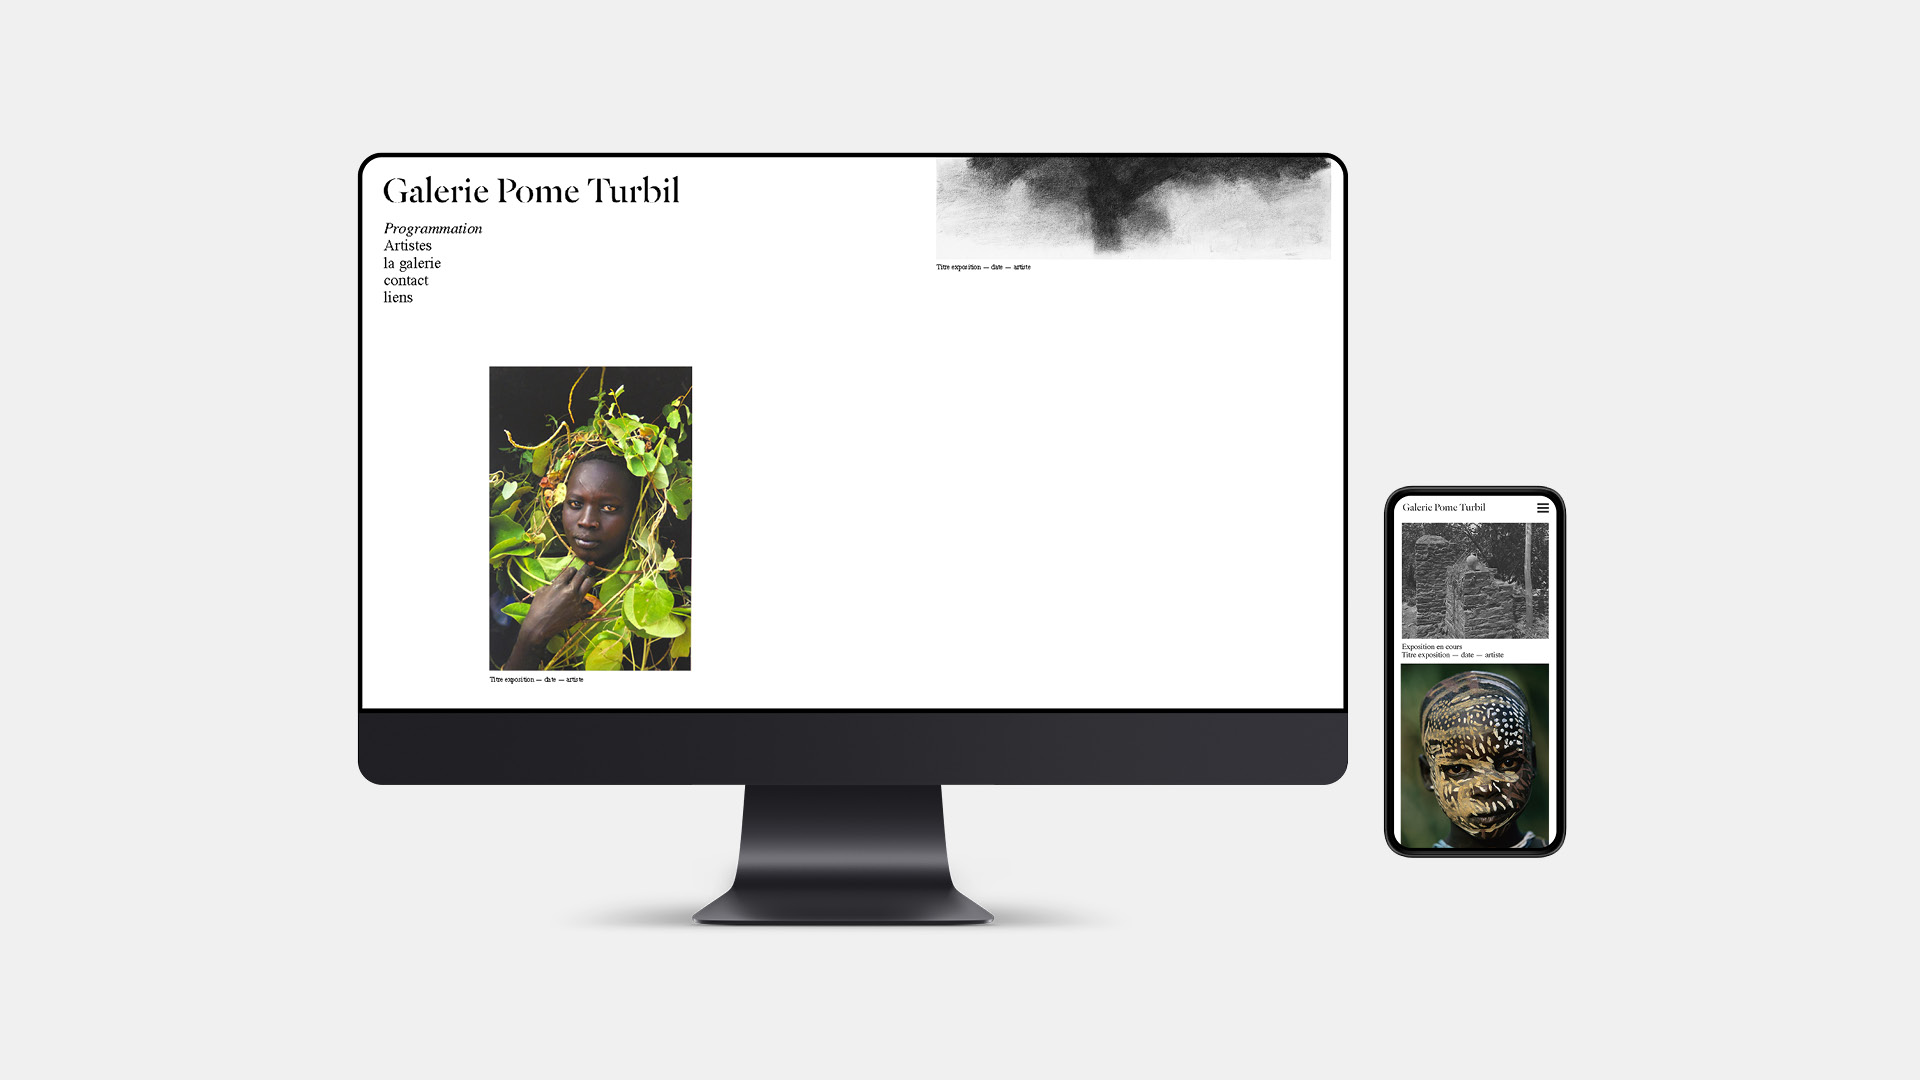 Galerie Pome Turbil
Programmation
Artistes
la galerie
contact
liens
Titre exposition — date — artiste
Titre exposition — date — artiste
Galerie Pome Turbil
Exposition en cours
Titre exposition — date — artiste